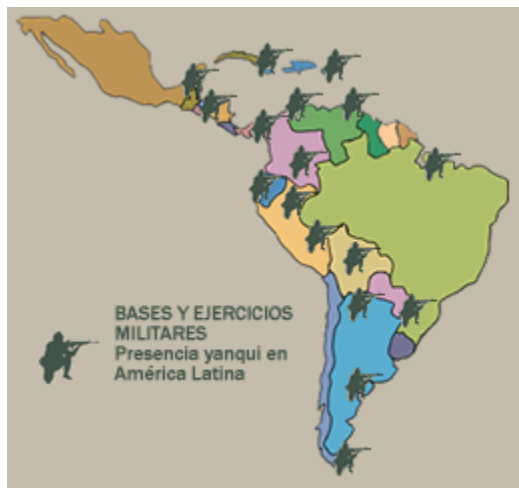 BASES Y EJERCICIOS
MILITARES
Presencia yanqui en
América Latina